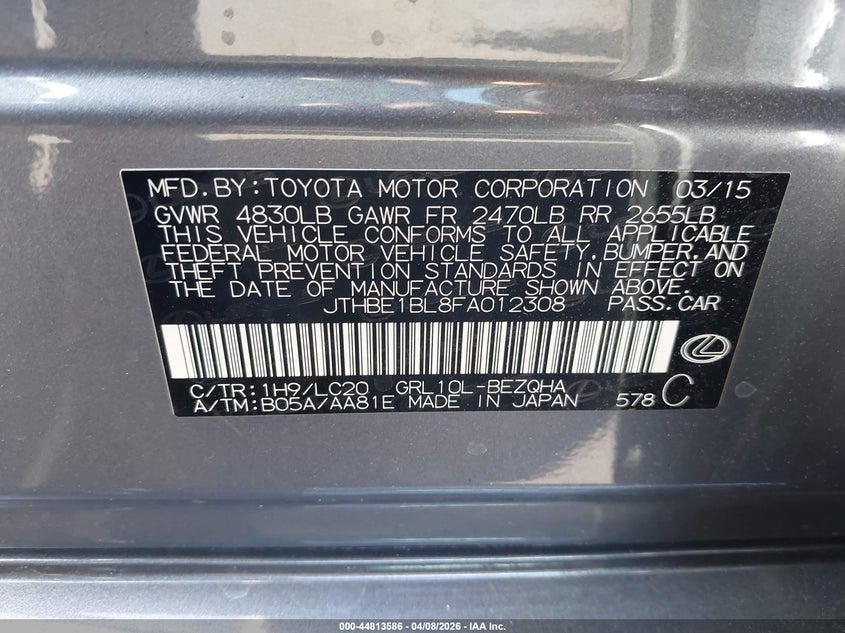 MFD.BY:TOYOTA MOTOR CORPORATION 03/15
GVWR 4830LB GAWR FR 2470LB RR 2655LB
THIS VEHICLE CONFORMS TO ALL APPLICABLE
FEDERAL MOTOR VEHICLE SAFETY,BUMPER,AND
THEFT PREVENTION STANDARDS IN EFFECT ON
THE DATE OF MANUFACTURE SHOWN ABOVE.
JTHBE1BL8FA012308 PASS.CAR
C/TR:1H9/LC20 GRL10L-BEZQHA
A/TM:B05A/AA81E MADE IN JAPAN 578 C
000-44813586 - 04/08/2026 - IAA Inc.